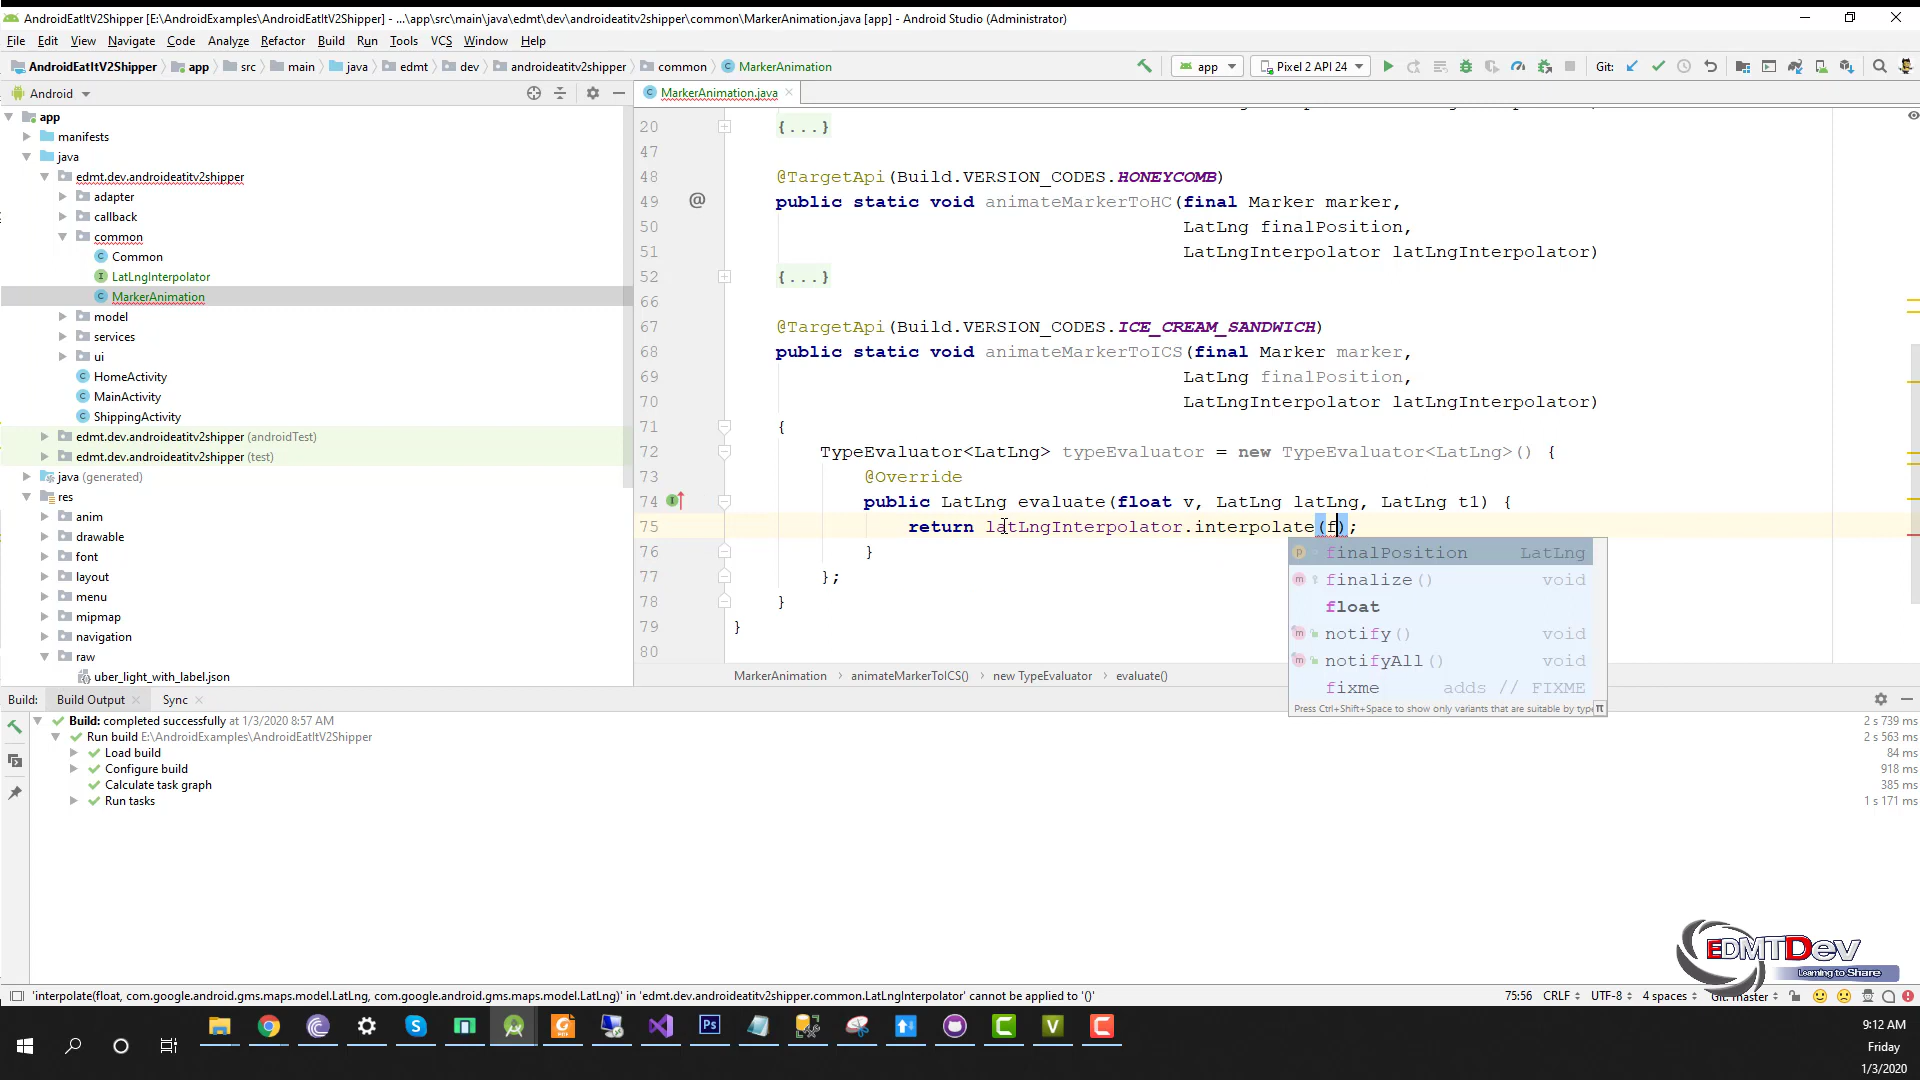 AndroidEatItV2Shipper [E:\AndroidExamples\AndroidEatItV2Shipper] - ...\app\src\main\java\edmt\dev\androideatitv2shipper\common\MarkerAnimation.java [app] - Android Studio (Administrator)
File Edit View Navigate Code Analyze Refactor Build Run Tools VCS Window Help
AndroidEatItV2Shipper app src main java edmt dev androideatitv2shipper common MarkerAnimation app Pixel 2 API 24 Git:
Android MarkerAnimation.java
app
manifests
java
edmt.dev.androideatitv2shipper
adapter
callback
common
Common
LatLngInterpolator
MarkerAnimation
model
services
ui
HomeActivity
MainActivity
ShippingActivity
edmt.dev.androideatitv2shipper (androidTest)
edmt.dev.androideatitv2shipper (test)
java (generated)
res
anim
drawable
font
layout
menu
mipmap
navigation
raw
uber_light_with_label.json
20 {...}
47
48 @TargetApi(Build.VERSION_CODES.HONEYCOMB)
49 @ public static void animateMarkerToHC(final Marker marker,
50 LatLng finalPosition,
51 LatLngInterpolator latLngInterpolator)
52 {...}
66
67 @TargetApi(Build.VERSION_CODES.ICE_CREAM_SANDWICH)
68 public static void animateMarkerToICS(final Marker marker,
69 LatLng finalPosition,
70 LatLngInterpolator latLngInterpolator)
71 {
72 TypeEvaluator<LatLng> typeEvaluator = new TypeEvaluator<LatLng>() {
73 @Override
74 public LatLng evaluate(float v, LatLng latLng, LatLng t1) {
75 return latLngInterpolator.interpolate(f);
76 }
77 };
78 }
79 }
80
finalPosition LatLng
finalize() void
float
notify() void
notifyAll() void
fixme adds // FIXME
Press Ctrl+Shift+Space to show only variants that are suitable by type π
MarkerAnimation › animateMarkerToICS() › new TypeEvaluator › evaluate()
Build: Build Output Sync
Build: completed successfully at 1/3/2020 8:57 AM 2 s 739 ms
Run build E:\AndroidExamples\AndroidEatItV2Shipper 2 s 563 ms
Load build 84 ms
Configure build 918 ms
Calculate task graph 385 ms
Run tasks 1 s 171 ms
EDMTDev
Learning to Share
'interpolate(float, com.google.android.gms.maps.model.LatLng, com.google.android.gms.maps.model.LatLng)' in 'edmt.dev.androideatitv2shipper.common.LatLngInterpolator' cannot be applied to '()' 75:56 CRLF UTF-8 4 spaces Git: master
9:12 AM
Friday
1/3/2020